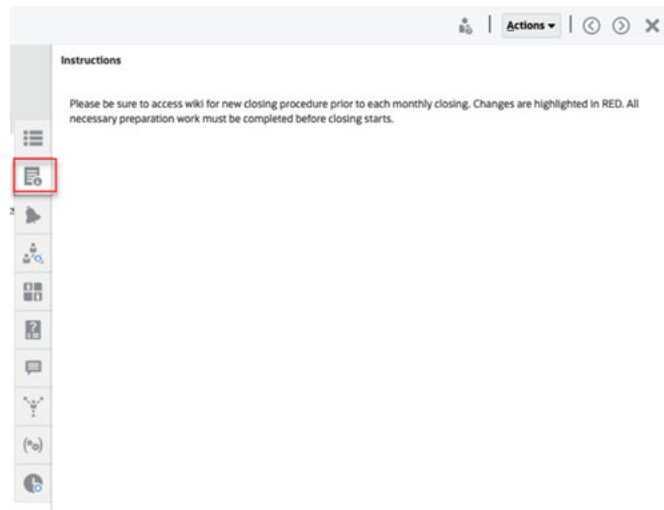 Actions
Instructions
Please be sure to access wiki for new closing procedure prior to each monthly closing. Changes are highlighted in RED. All
necessary preparation work must be completed before closing starts.